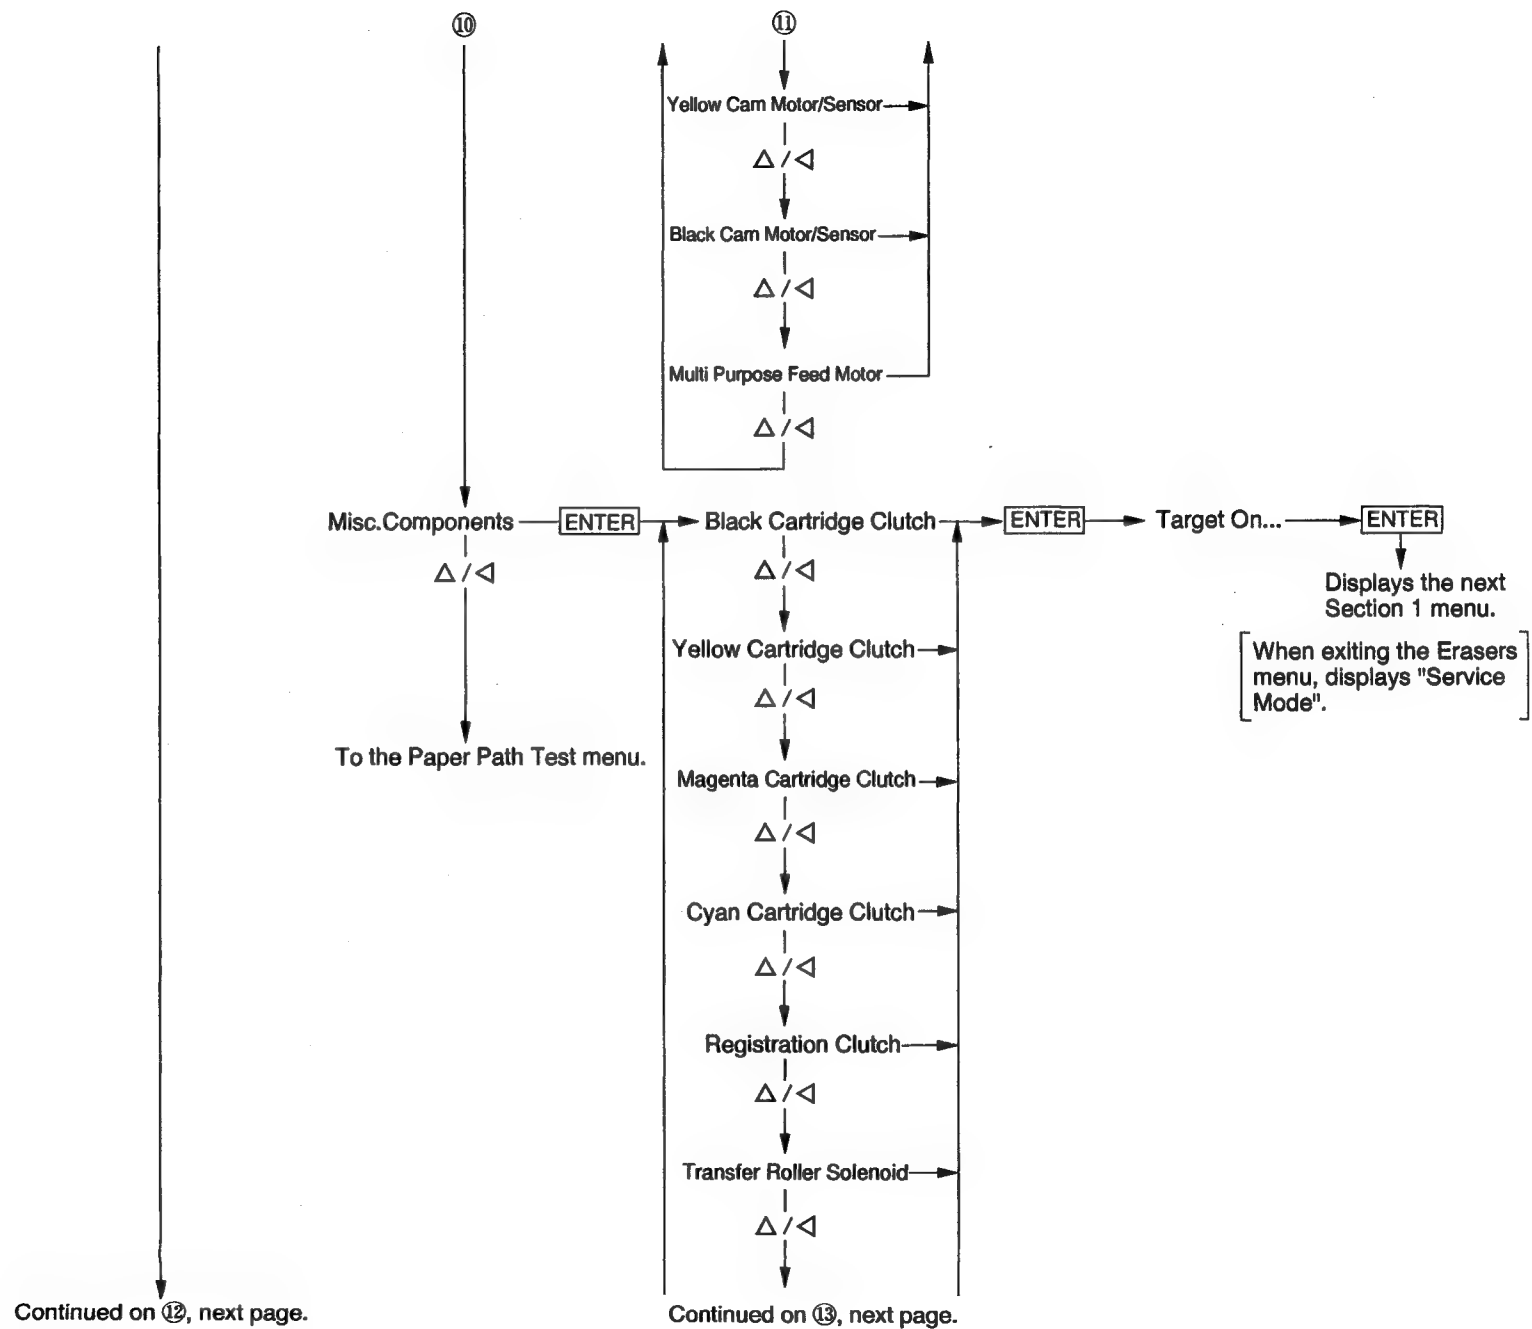 ⑩
⑪
Yellow Cam Motor/Sensor
△ / ◁
Black Cam Motor/Sensor
△ / ◁
Multi Purpose Feed Motor
△ / ◁
Misc.Components
ENTER
Black Cartridge Clutch
ENTER
Target On...
ENTER
△ / ◁
△ / ◁
Displays the next
Section 1 menu.
Yellow Cartridge Clutch
[When exiting the Erasers
menu, displays "Service
Mode".]
△ / ◁
To the Paper Path Test menu.
Magenta Cartridge Clutch
△ / ◁
Cyan Cartridge Clutch
△ / ◁
Registration Clutch
△ / ◁
Transfer Roller Solenoid
△ / ◁
Continued on ⑫, next page.
Continued on ⑬, next page.